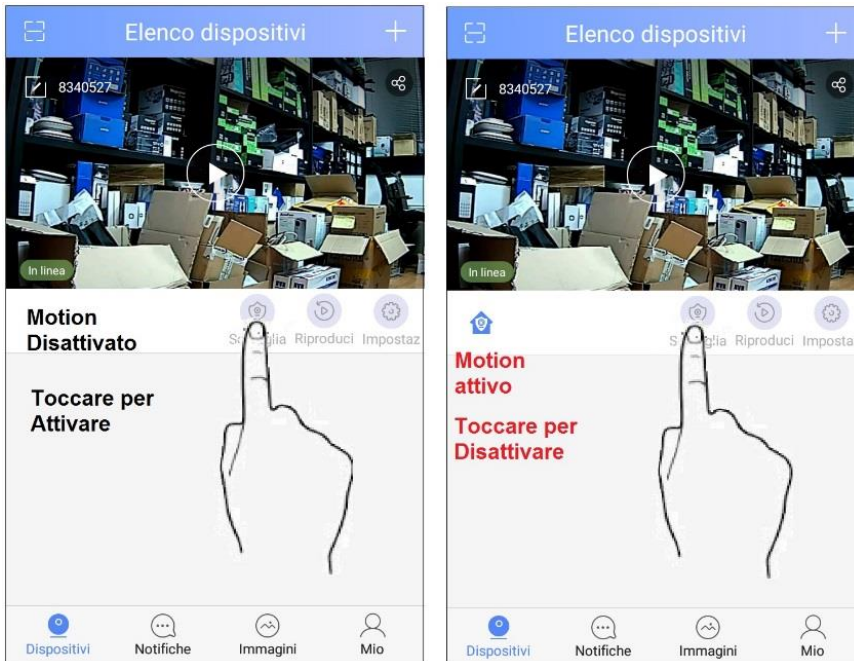 Elenco dispositivi
8340527
In linea
Riproduci
Impostaz
Motion
Disattivato
Toccare per
Attivare
Dispositivi
Notifiche
Immagini
Mio
Elenco dispositivi
8340527
In linea
Riproduci
Imposta
Motion
attivo
Toccare per
Disattivare
Dispositivi
Notifiche
Immagini
Mio